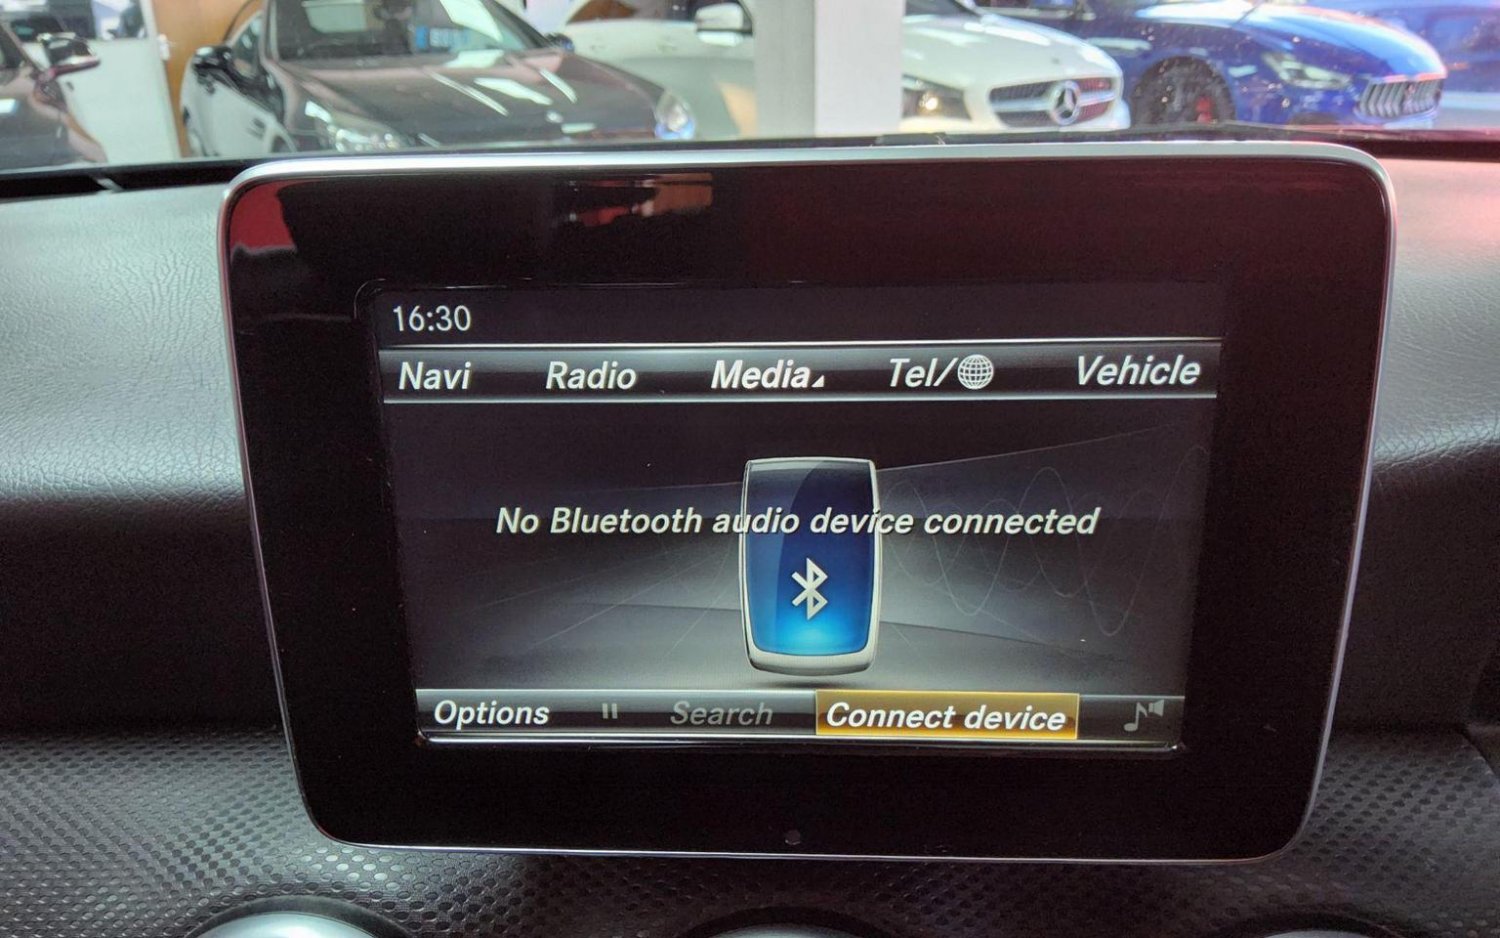 16:30
Navi Radio Media Tel/ Vehicle
No Bluetooth audio device connected
Options Search Connect device